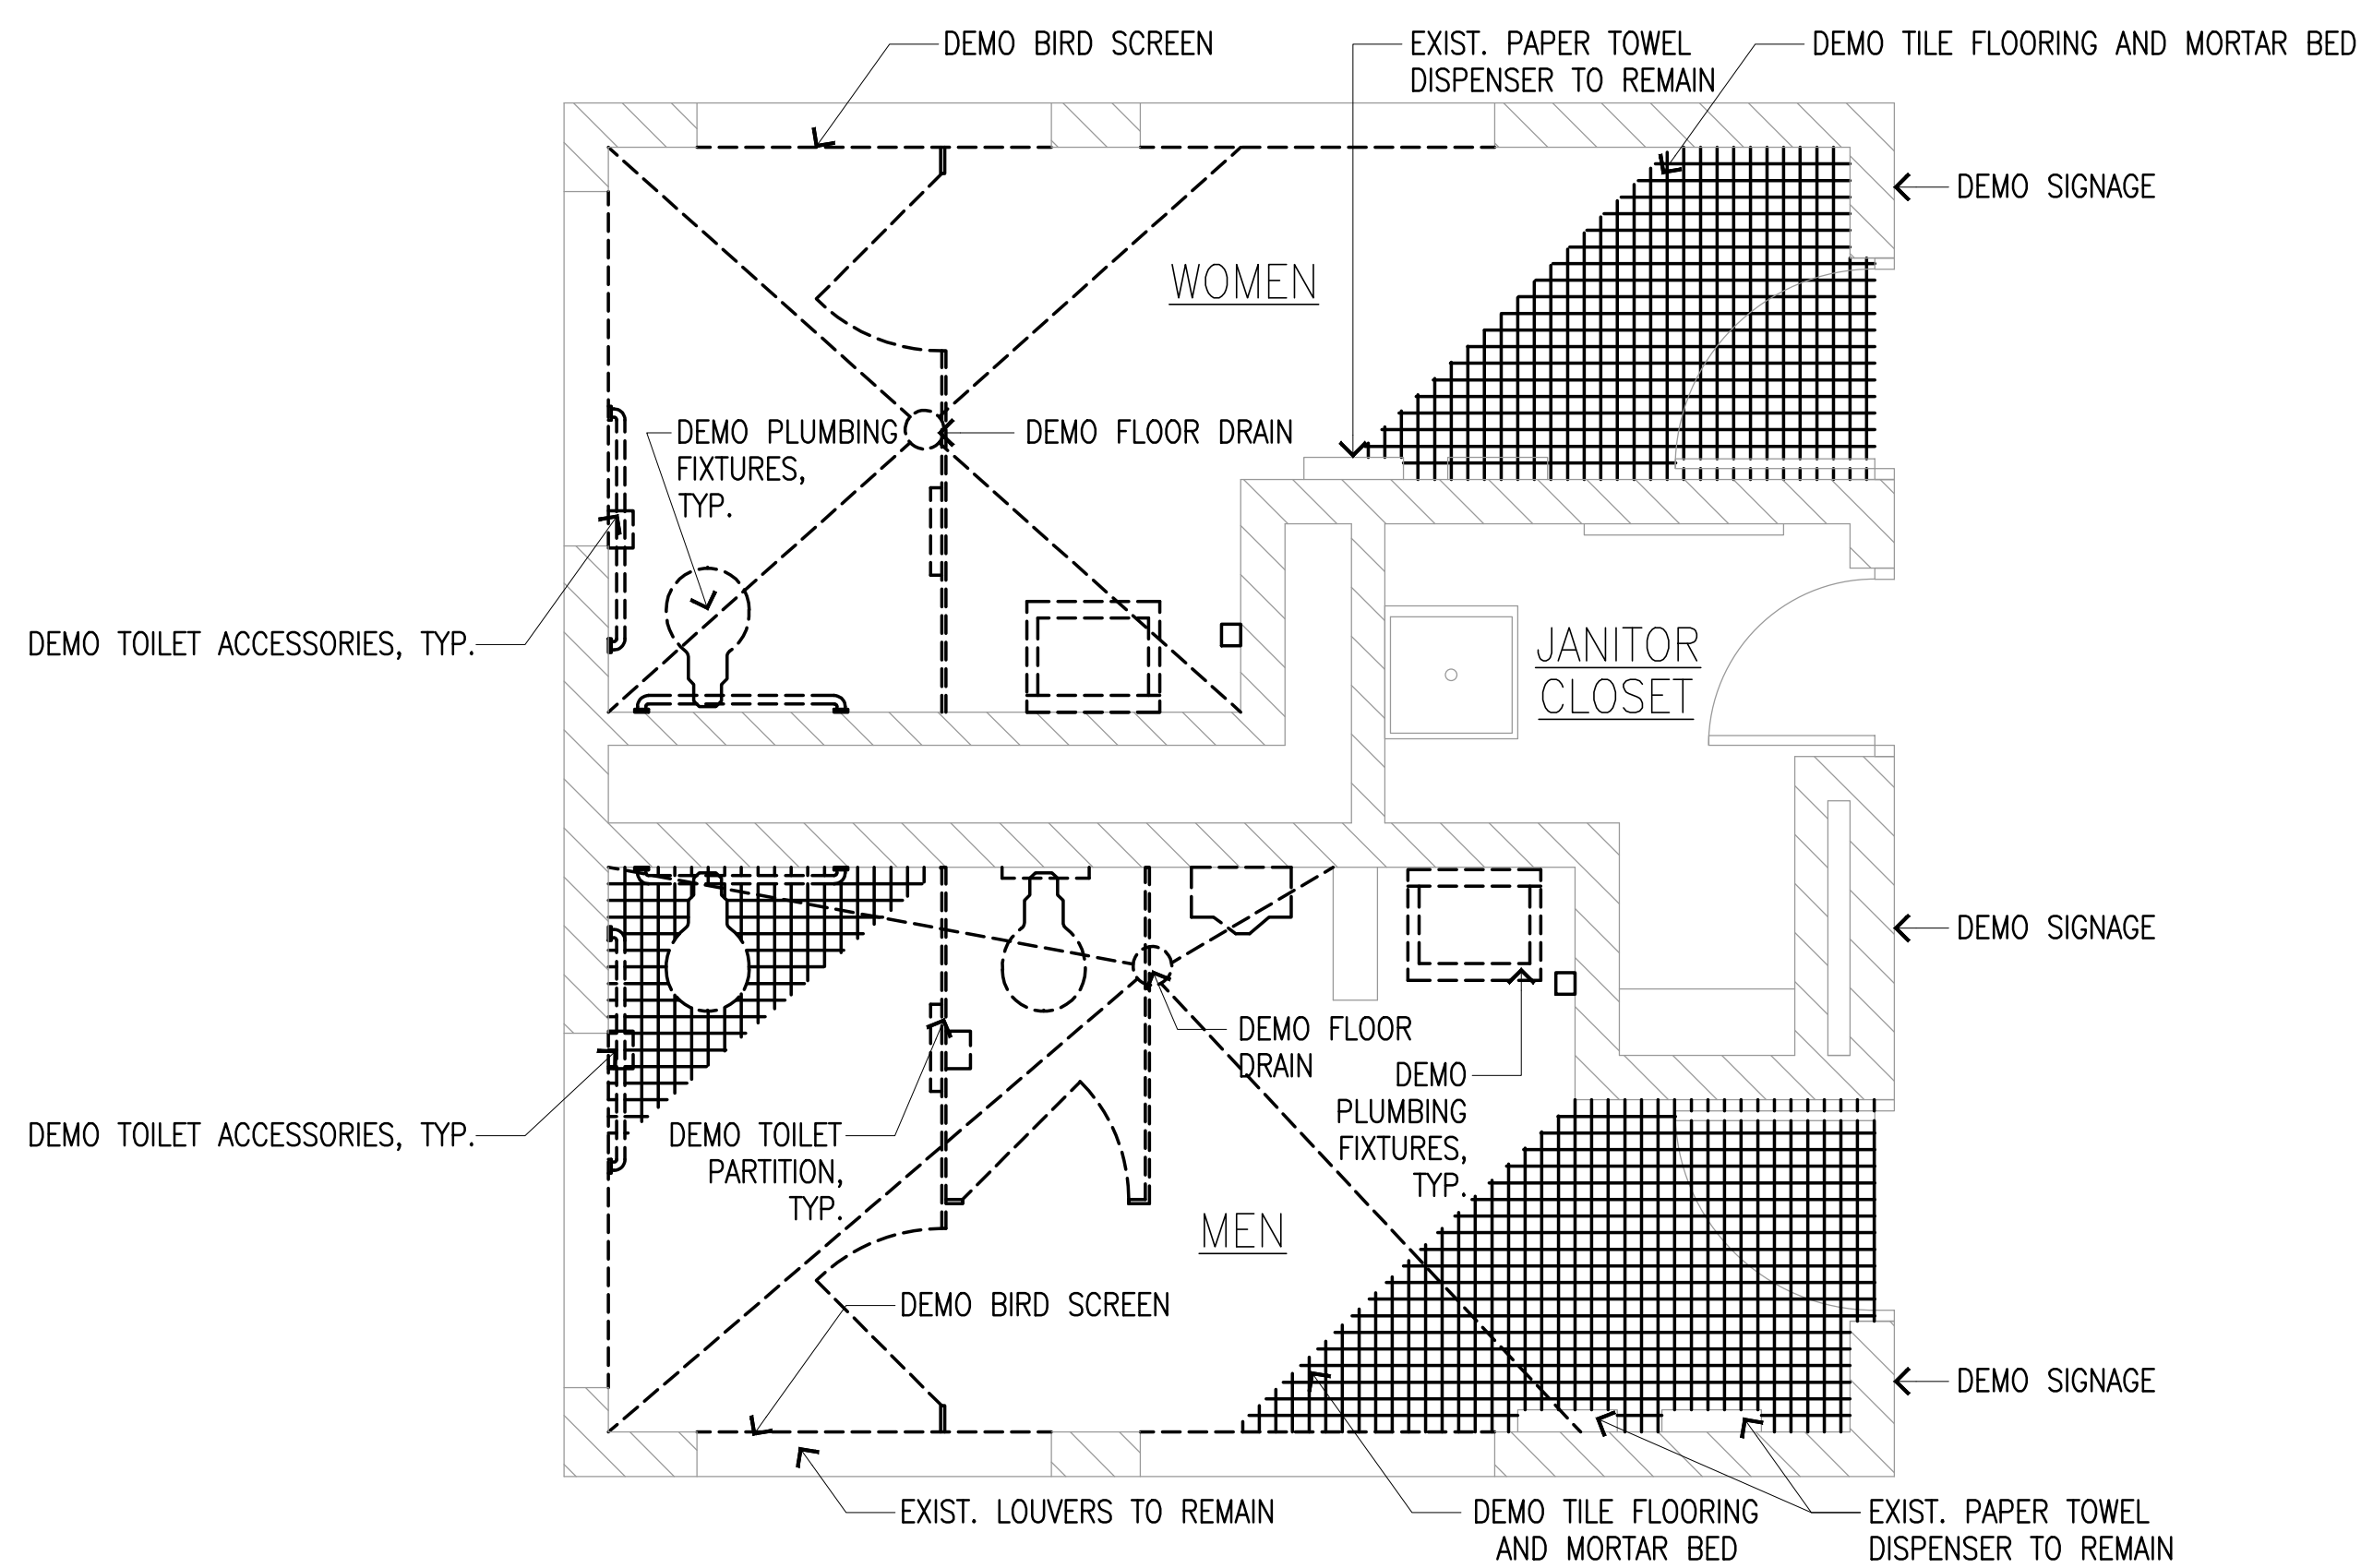 DEMO BIRD SCREEN
EXIST. PAPER TOWEL
DISPENSER TO REMAIN
DEMO TILE FLOORING AND MORTAR BED
DEMO SIGNAGE
WOMEN
DEMO PLUMBING
FIXTURES,
TYP.
DEMO FLOOR DRAIN
DEMO TOILET ACCESSORIES, TYP.
JANITOR
CLOSET
DEMO SIGNAGE
DEMO FLOOR
DRAIN
DEMO
PLUMBING
FIXTURES,
TYP.
DEMO TOILET ACCESSORIES, TYP.
DEMO TOILET
PARTITION,
TYP.
MEN
DEMO BIRD SCREEN
DEMO SIGNAGE
EXIST. LOUVERS TO REMAIN
DEMO TILE FLOORING
AND MORTAR BED
EXIST. PAPER TOWEL
DISPENSER TO REMAIN